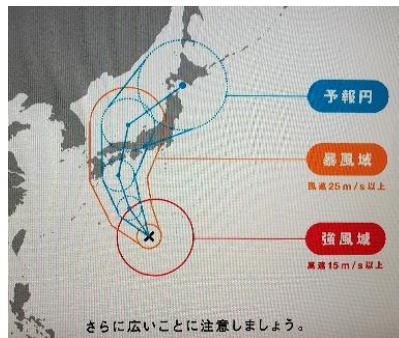 予報円
暴風域
風速25m/s以上
強風域
風速15m/s以上
さらに広いことに注意しましょう。